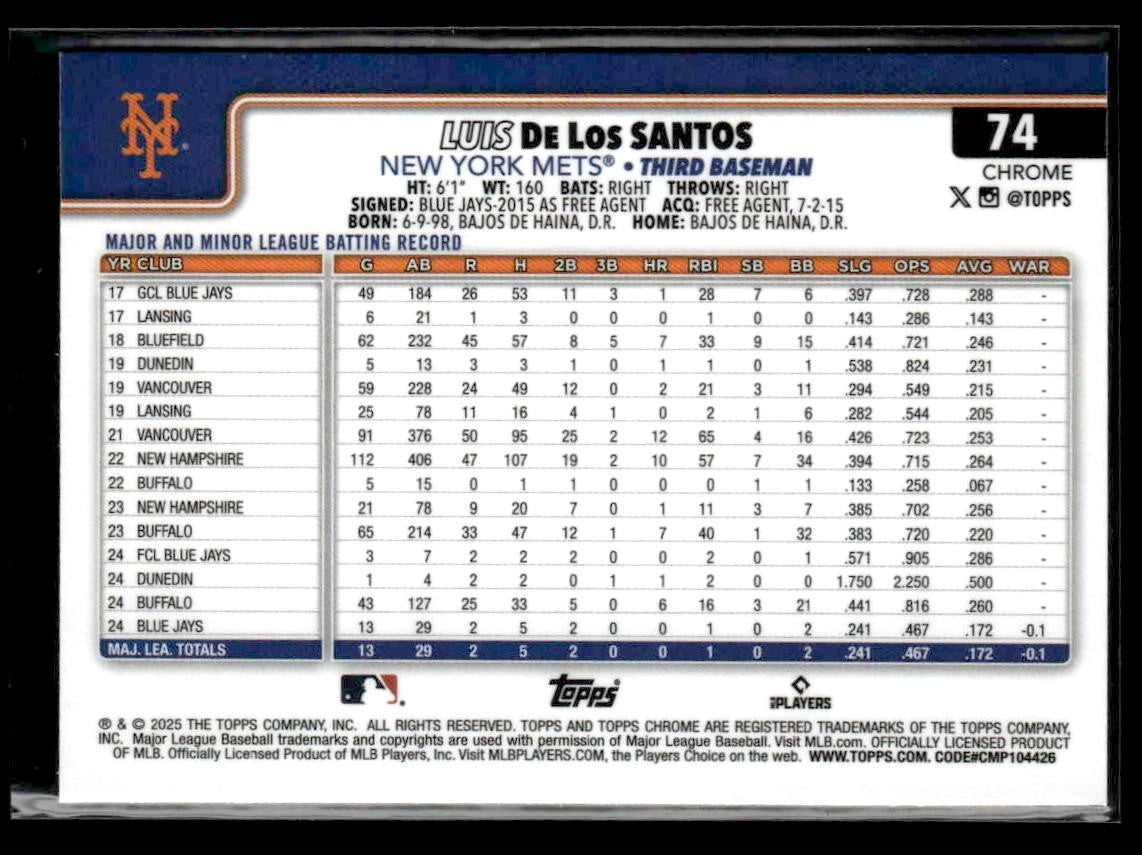 NY
LUIS DE LOS SANTOS
74
NEW YORK METS® • THIRD BASEMAN
CHROME
HT: 6'1" WT: 160 BATS: RIGHT THROWS: RIGHT
@TOPPS
SIGNED: BLUE JAYS-2015 AS FREE AGENT ACQ: FREE AGENT, 7-2-15
BORN: 6-9-98, BAJOS DE HAINA, D.R. HOME: BAJOS DE HAINA, D.R.
MAJOR AND MINOR LEAGUE BATTING RECORD
YR CLUB G AB R H 2B 3B HR RBI SB BB SLG OPS AVG WAR
17 GCL BLUE JAYS 49 184 26 53 11 3 1 28 7 6 .397 .728 .288 -
17 LANSING 6 21 1 3 0 0 0 1 0 0 .143 .286 .143 -
18 BLUEFIELD 62 232 45 57 8 5 7 33 9 15 .414 .721 .246 -
19 DUNEDIN 5 13 3 3 1 0 1 1 0 1 .538 .824 .231 -
19 VANCOUVER 59 228 24 49 12 0 2 21 3 11 .294 .549 .215 -
19 LANSING 25 78 11 16 4 1 0 2 1 6 .282 .544 .205 -
21 VANCOUVER 91 376 50 95 25 2 12 65 4 16 .426 .723 .253 -
22 NEW HAMPSHIRE 112 406 47 107 19 2 10 57 7 34 .394 .715 .264 -
22 BUFFALO 5 15 0 1 1 0 0 0 1 1 .133 .258 .067 -
23 NEW HAMPSHIRE 21 78 9 20 7 0 1 11 3 7 .385 .702 .256 -
23 BUFFALO 65 214 33 47 12 1 7 40 1 32 .383 .720 .220 -
24 FCL BLUE JAYS 3 7 2 2 2 0 0 2 0 1 .571 .905 .286 -
24 DUNEDIN 1 4 2 2 0 1 1 2 0 0 1.750 2.250 .500 -
24 BUFFALO 43 127 25 33 5 0 6 16 3 21 .441 .816 .260 -
24 BLUE JAYS 13 29 2 5 2 0 0 1 0 2 .241 .467 .172 -0.1
MAJ. LEA. TOTALS 13 29 2 5 2 0 0 1 0 2 .241 .467 .172 -0.1
topps®
PLAYERS
® & © 2025 THE TOPPS COMPANY, INC. ALL RIGHTS RESERVED. TOPPS AND TOPPS CHROME ARE REGISTERED TRADEMARKS OF THE TOPPS COMPANY,
INC. Major League Baseball trademarks and copyrights are used with permission of Major League Baseball. Visit MLB.com. OFFICIALLY LICENSED PRODUCT
OF MLB. Officially Licensed Product of MLB Players, Inc. Visit MLBPLAYERS.COM, the Players Choice on the web. WWW.TOPPS.COM. CODE#CMP104426